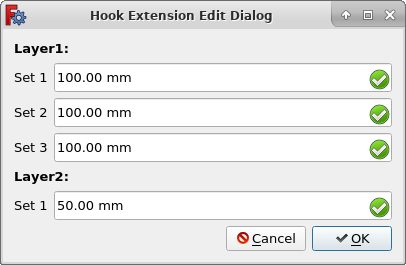 Hook Extension Edit Dialog
Layer1:
Set 1 100.00 mm
Set 2 100.00 mm
Set 3 100.00 mm
Layer2:
Set 1 50.00 mm
Cancel OK